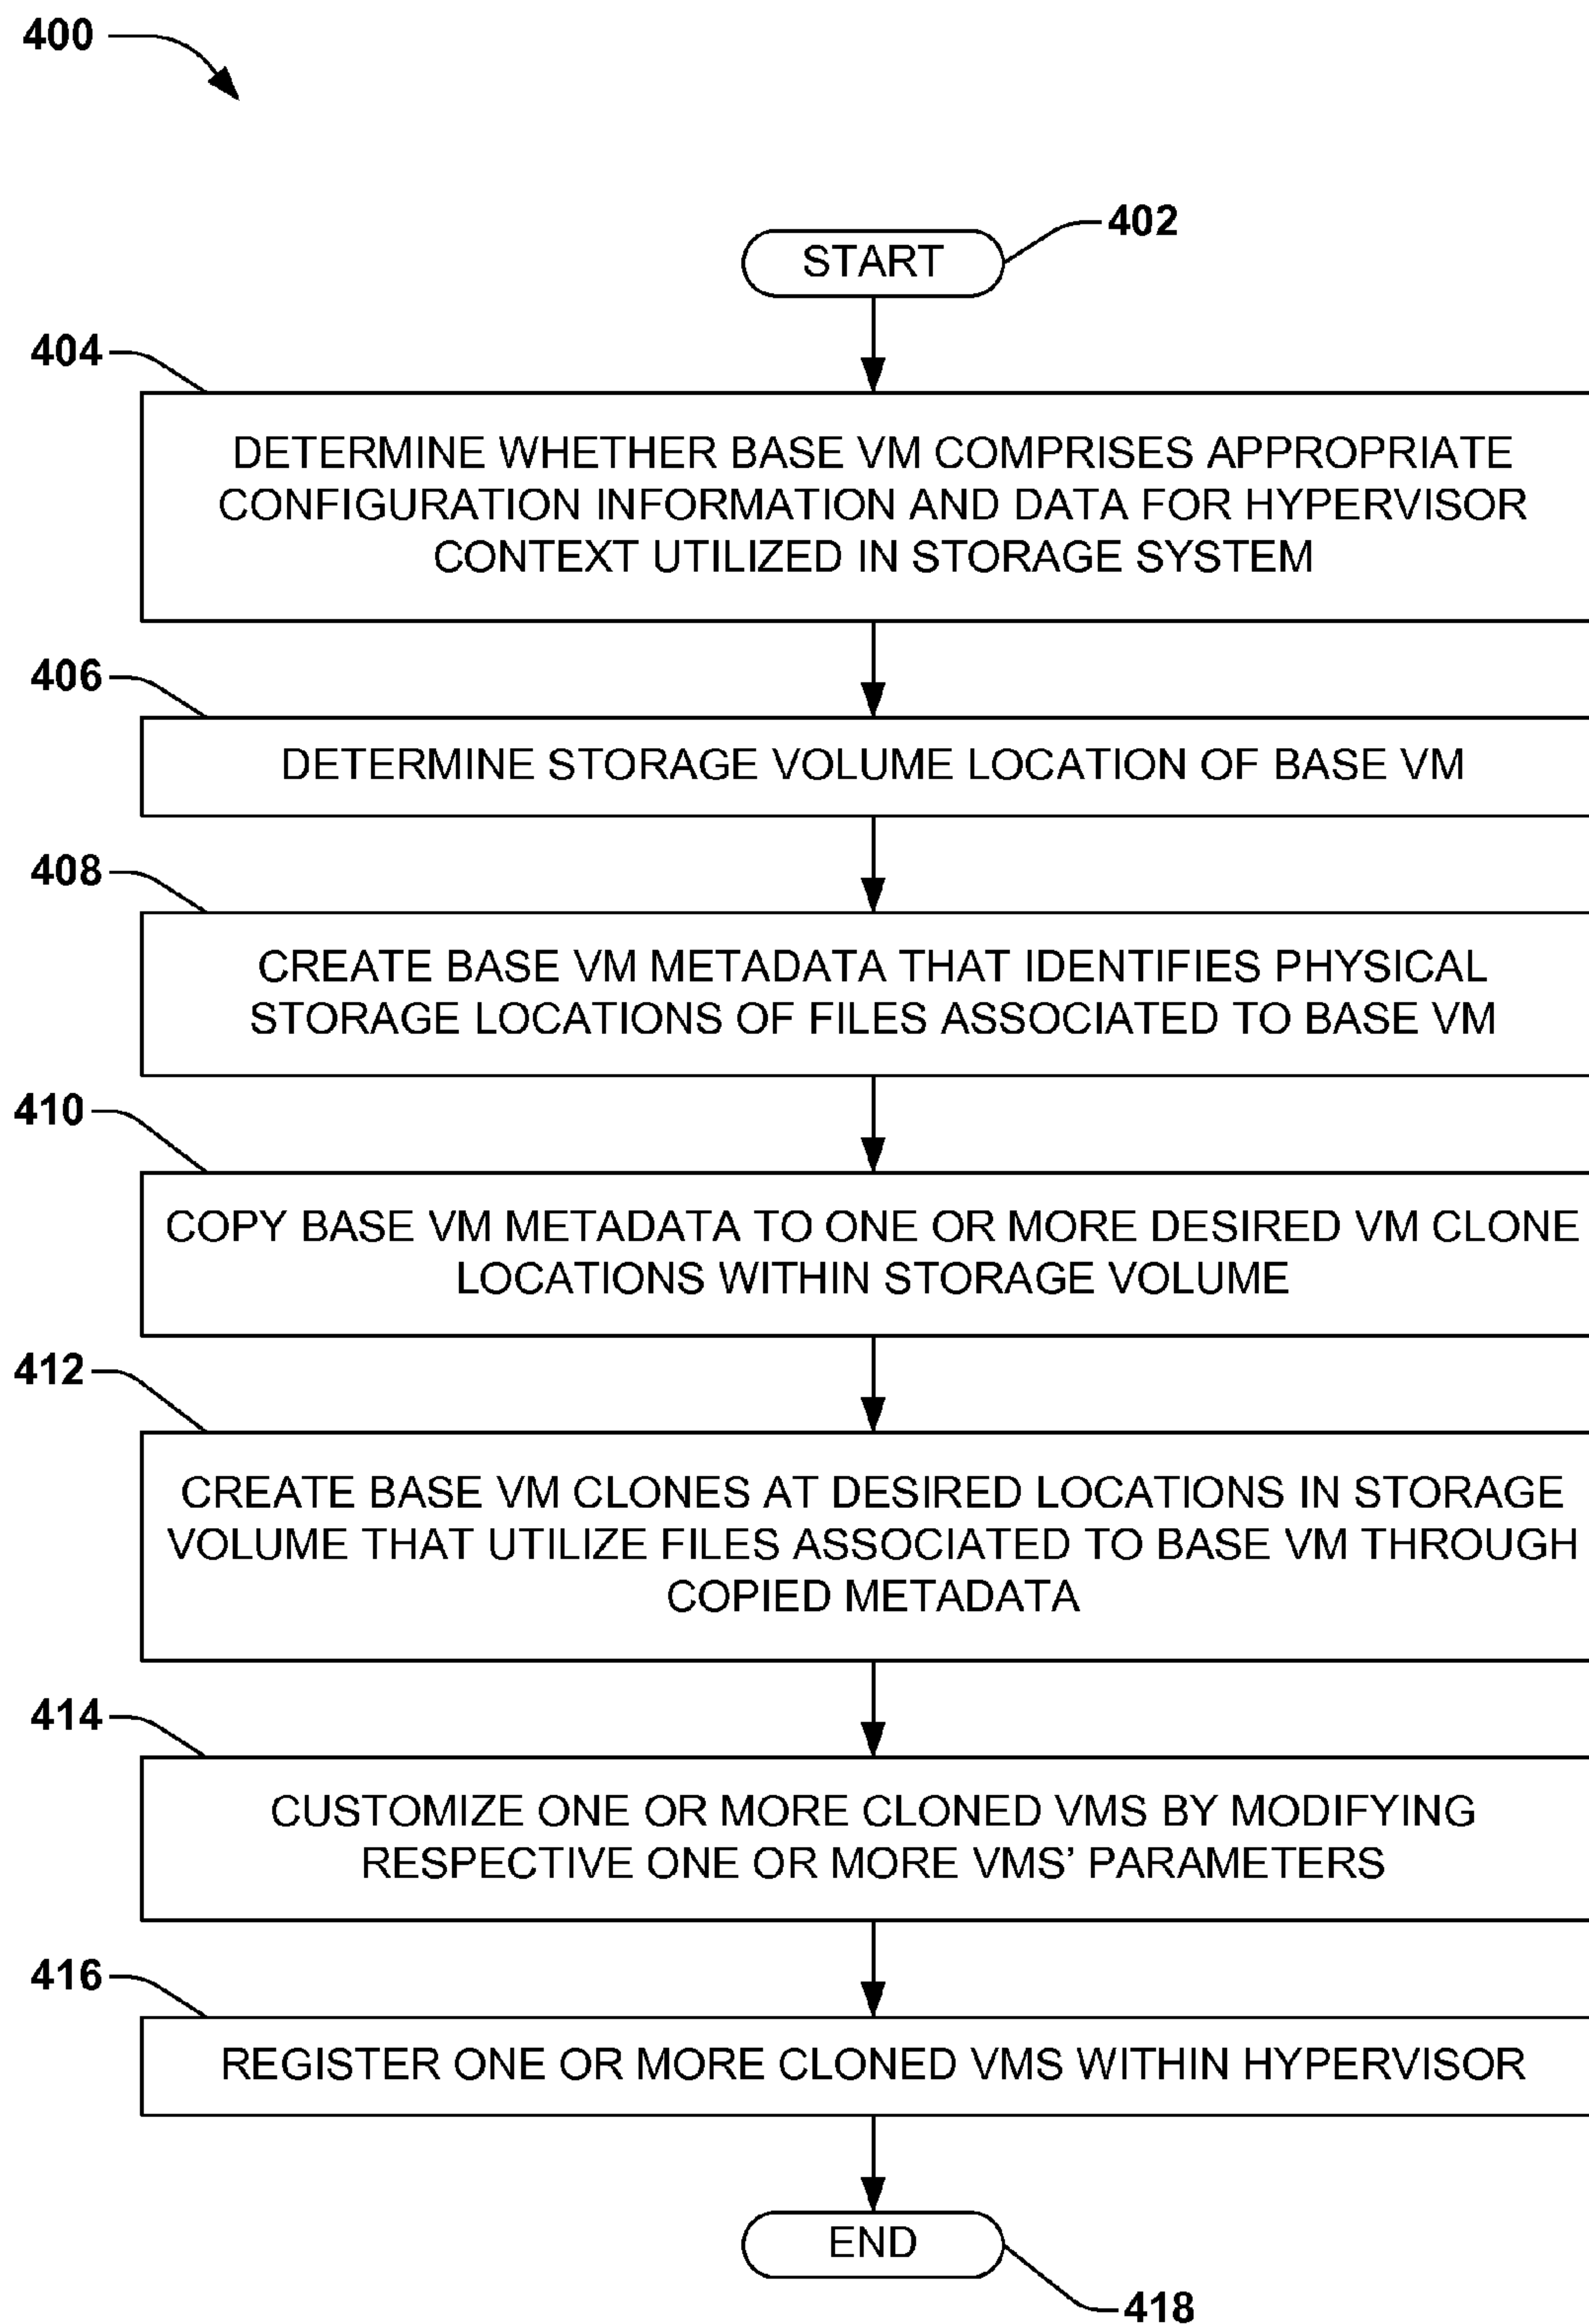 400
402
START
404
DETERMINE WHETHER BASE VM COMPRISES APPROPRIATE
CONFIGURATION INFORMATION AND DATA FOR HYPERVISOR
CONTEXT UTILIZED IN STORAGE SYSTEM
406
DETERMINE STORAGE VOLUME LOCATION OF BASE VM
408
CREATE BASE VM METADATA THAT IDENTIFIES PHYSICAL
STORAGE LOCATIONS OF FILES ASSOCIATED TO BASE VM
410
COPY BASE VM METADATA TO ONE OR MORE DESIRED VM CLONE
LOCATIONS WITHIN STORAGE VOLUME
412
CREATE BASE VM CLONES AT DESIRED LOCATIONS IN STORAGE
VOLUME THAT UTILIZE FILES ASSOCIATED TO BASE VM THROUGH
COPIED METADATA
414
CUSTOMIZE ONE OR MORE CLONED VMS BY MODIFYING
RESPECTIVE ONE OR MORE VMS’ PARAMETERS
416
REGISTER ONE OR MORE CLONED VMS WITHIN HYPERVISOR
END
418